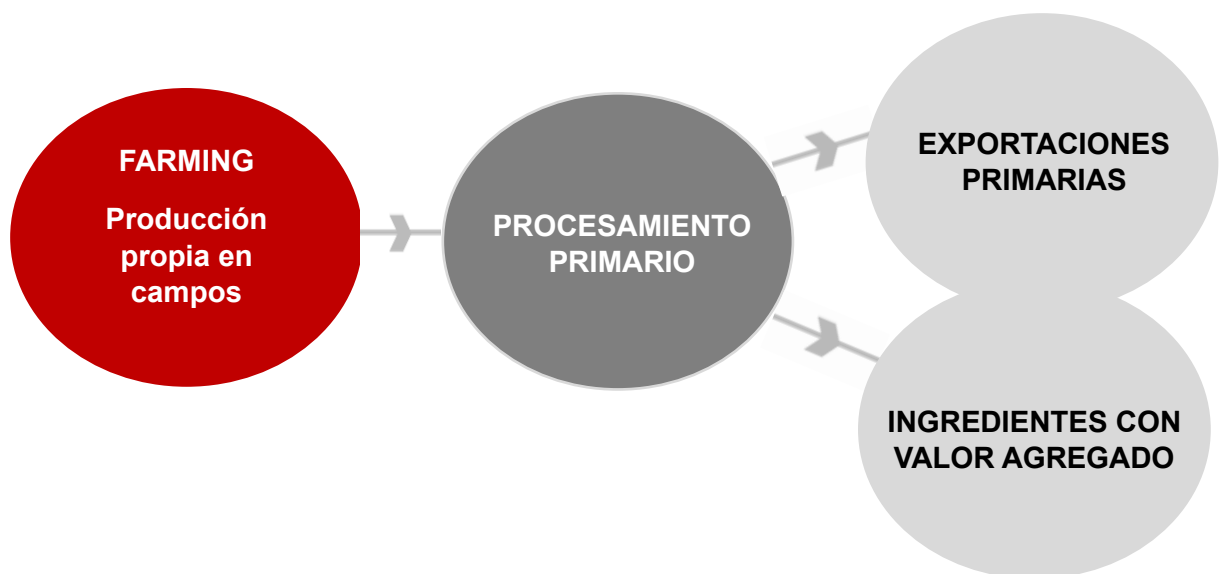 FARMING
Producción
propia en
campos
PROCESAMIENTO
PRIMARIO
EXPORTACIONES
PRIMARIAS
INGREDIENTES CON
VALOR AGREGADO